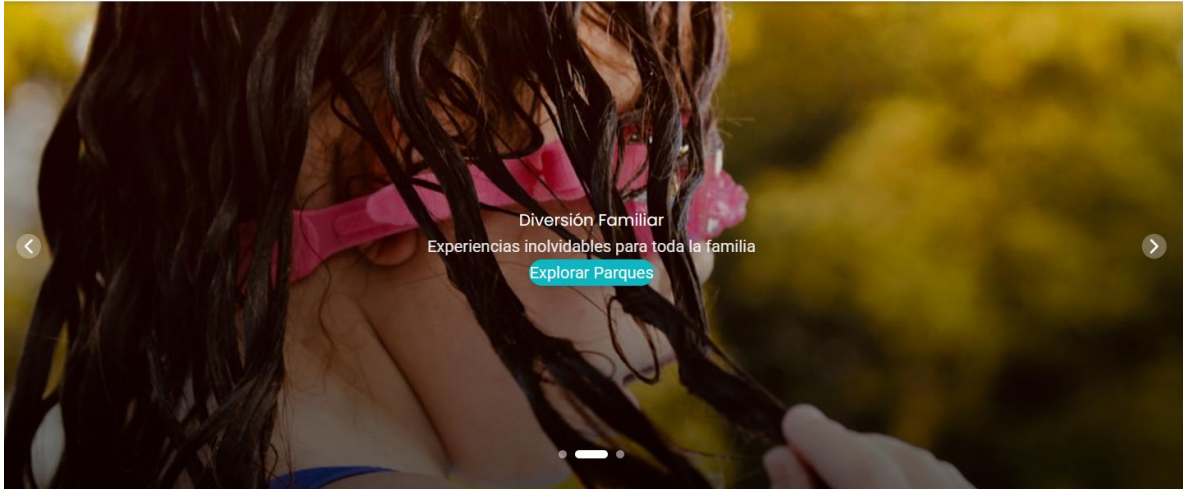 Diversión Familiar
Experiencias inolvidables para toda la familia
Explorar Parques